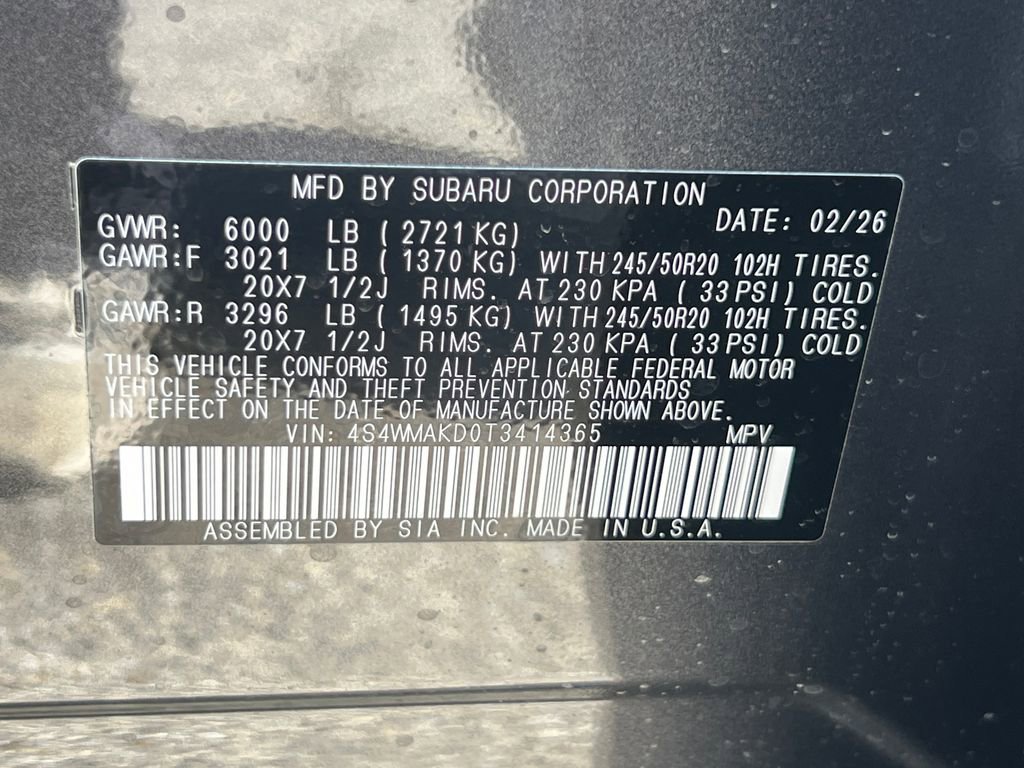 MFD BY SUBARU CORPORATION
DATE: 02/26
GVWR: 6000 LB ( 2721 KG)
GAWR:F 3021 LB ( 1370 KG) WITH 245/50R20 102H TIRES.
20X7 1/2J RIMS. AT 230 KPA ( 33 PSI) COLD
GAWR:R 3296 LB ( 1495 KG) WITH 245/50R20 102H TIRES.
20X7 1/2J RIMS. AT 230 KPA ( 33 PSI) COLD
THIS VEHICLE CONFORMS TO ALL APPLICABLE FEDERAL MOTOR
VEHICLE SAFETY AND THEFT PREVENTION STANDARDS
IN EFFECT ON THE DATE OF MANUFACTURE SHOWN ABOVE.
VIN: 4S4WMAKD0T3414365 MPV
ASSEMBLED BY SIA INC. MADE IN U.S.A.